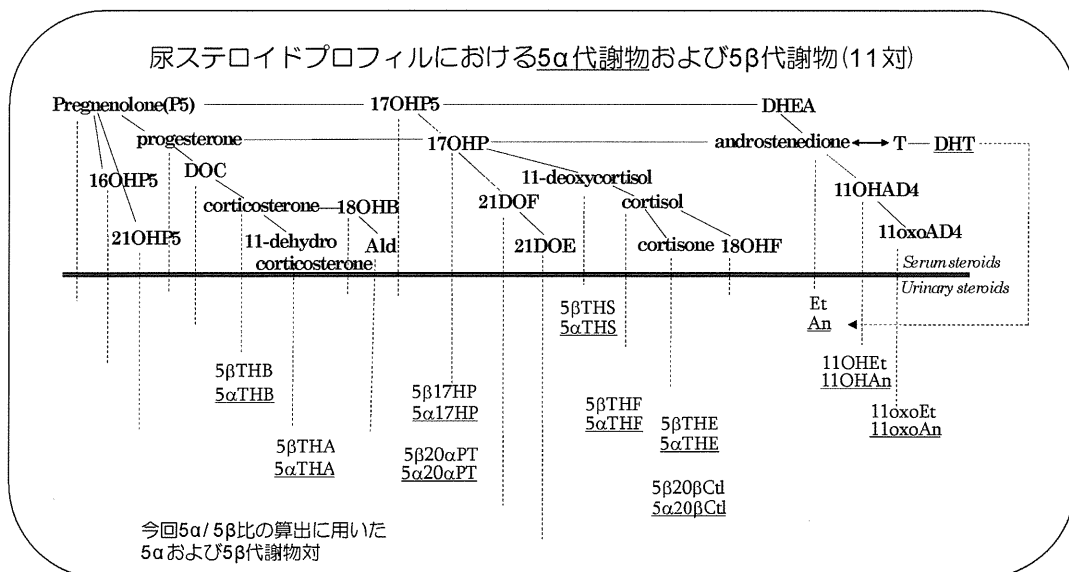 尿ステロイドプロフィルにおける5α代謝物および5β代謝物(11対)
Pregnenolone(P5) 17OHP5 DHEA
progesterone 17OHP androstenedione T DHT
16OHP5 DOC 11-deoxycortisol 11OHAD4
corticosterone 18OHB 21DOF cortisol
21OHP5 11-dehydro Ald 21DOE cortisone 18OHF 11oxoAD4
corticosterone
Serum steroids
Urinary steroids
5βTHS
5αTHS
Et
An
5βTHB
5αTHB
5β17HP
5α17HP
11OHEt
11OHAn
5βTHF
5αTHF
5βTHE
5αTHE
11oxoEt
11oxoAn
5βTHA
5αTHA
5β20αPT
5α20αPT
5β20βCtl
5α20βCtl
今回5α/5β比の算出に用いた
5αおよび5β代謝物対